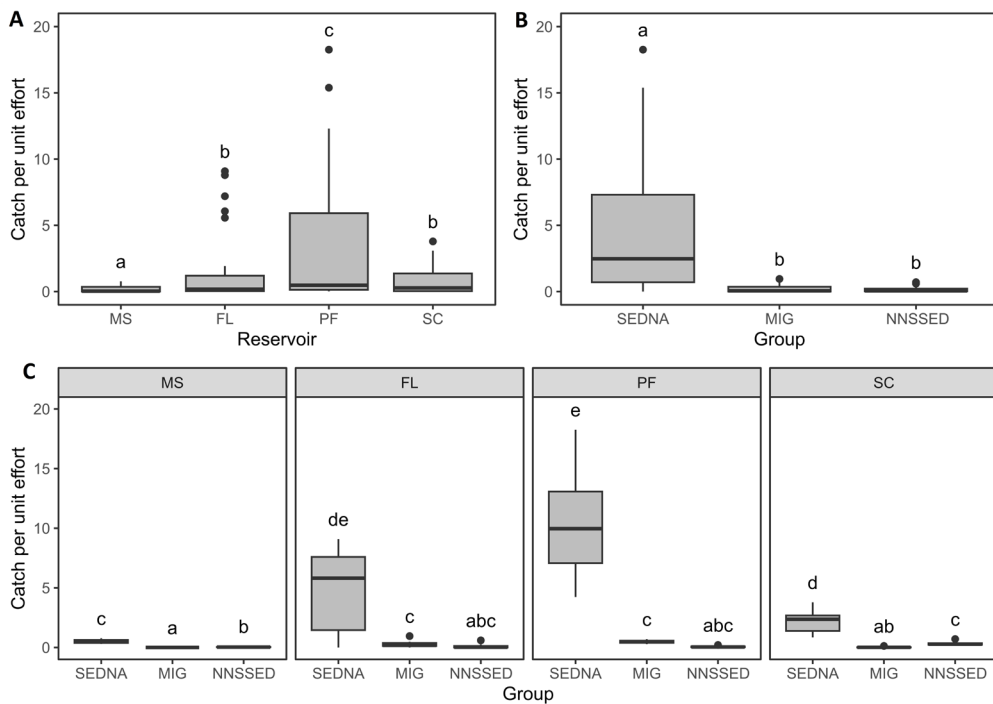 A
Catch per unit effort
20
15
10
5
0
a
b
c
b
MS FL PF SC
Reservoir
B
Catch per unit effort
20
15
10
5
0
a
b
b
SEDNA MIG NNSSED
Group
C
MS FL PF SC
Catch per unit effort
20
15
10
5
0
c a b
de c abc
e c abc
d ab c
SEDNA MIG NNSSED SEDNA MIG NNSSED SEDNA MIG NNSSED SEDNA MIG NNSSED
Group